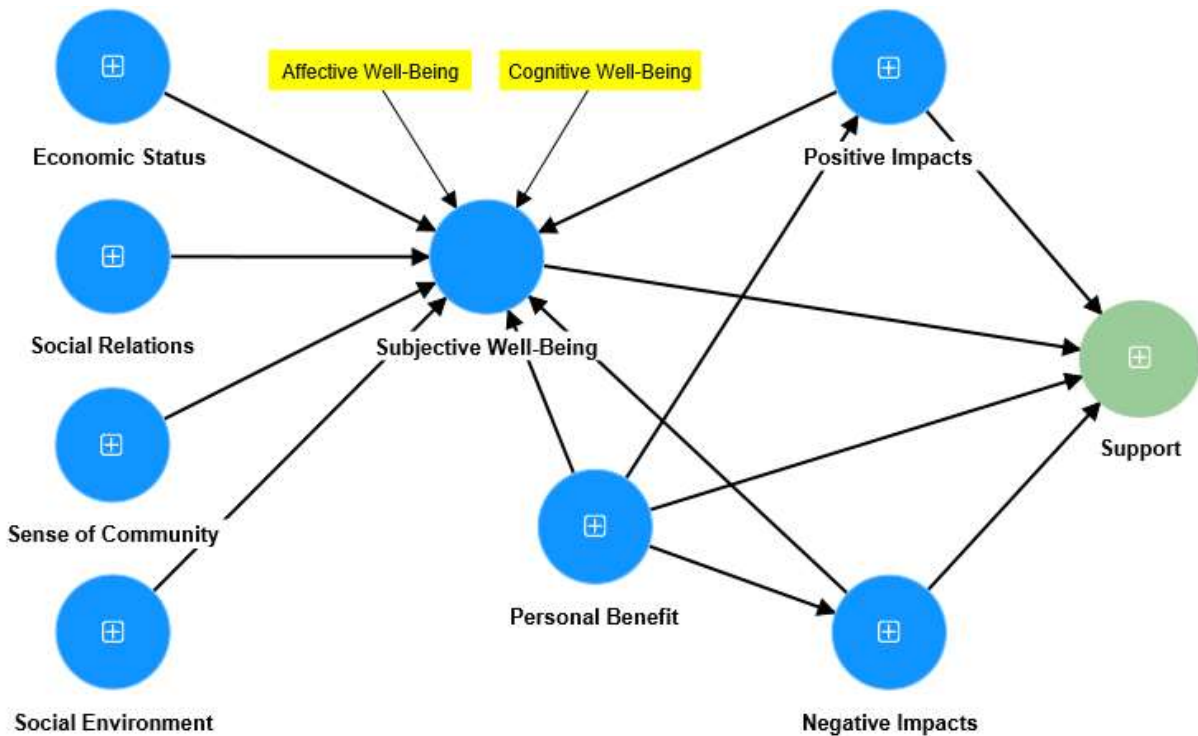 Affective Well-Being
Cognitive Well-Being
Economic Status
Positive Impacts
Social Relations
Subjective Well-Being
Support
Sense of Community
Personal Benefit
Social Environment
Negative Impacts